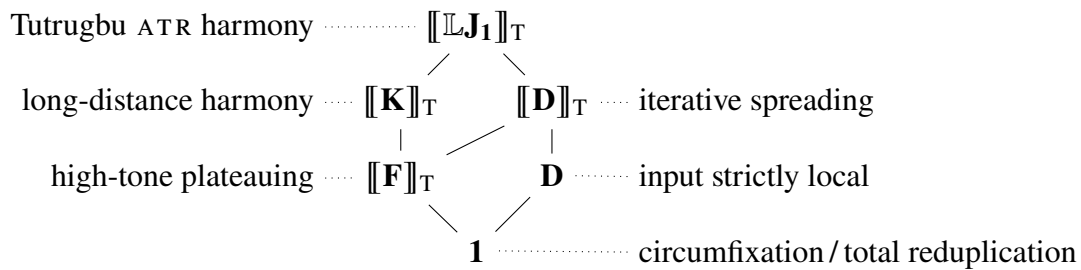 Tutrugbu ATR harmony ⟦𝕃J₁⟧T
long-distance harmony ⟦K⟧T ⟦D⟧T iterative spreading
high-tone plateauing ⟦F⟧T D input strictly local
1 circumfixation / total reduplication